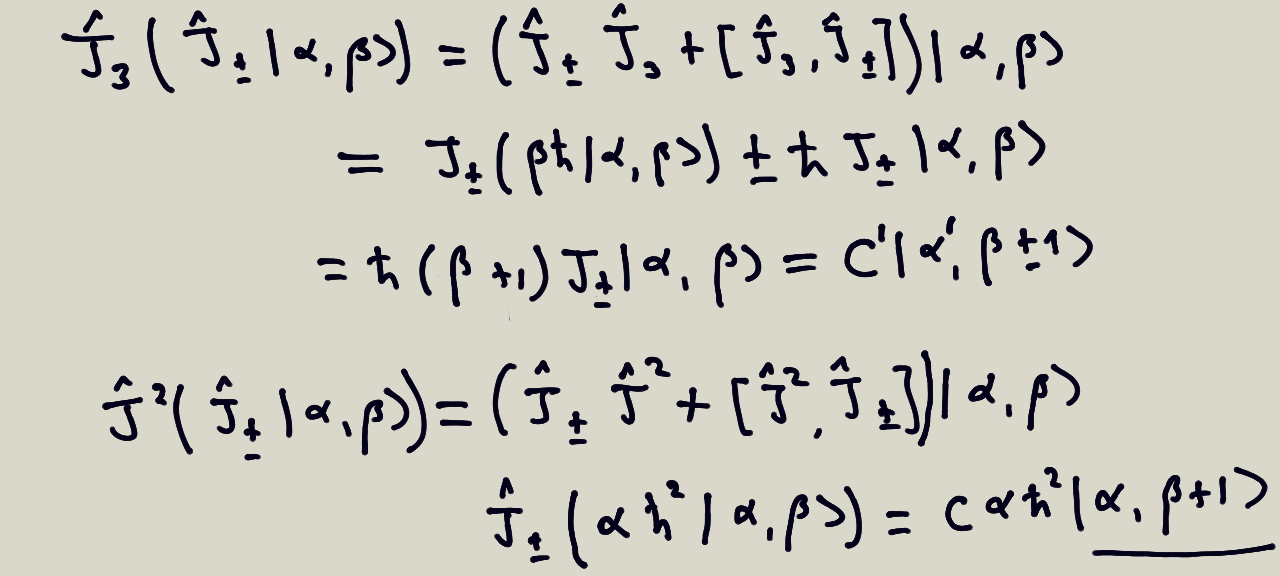 Ĵ₃ ( Ĵ± | α, β⟩ ) = ( Ĵ± Ĵ₃ + [ Ĵ₃, Ĵ± ] ) | α, β⟩
= J± ( βħ | α, β⟩ ) ± ħ J± | α, β⟩
= ħ ( β +1 ) J± | α, β⟩ = C' | α', β ± 1⟩
Ĵ² ( Ĵ± | α, β⟩ ) = ( Ĵ± Ĵ² + [ Ĵ², Ĵ± ] ) | α, β⟩
Ĵ± ( α ħ² | α, β⟩ ) = C α ħ² | α, β+1⟩